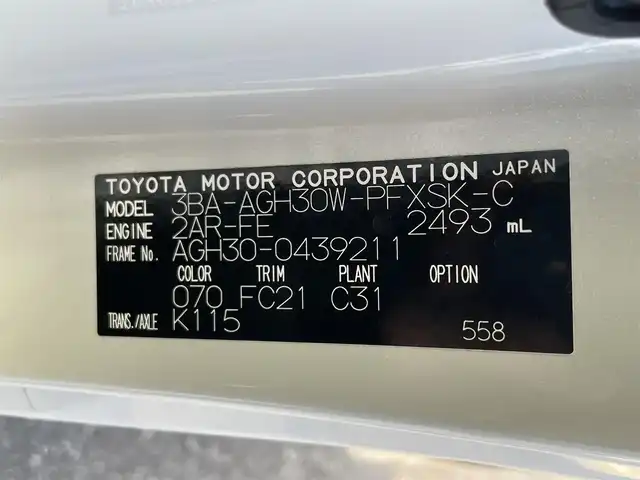 TOYOTA MOTOR CORPORATION JAPAN
MODEL 3BA-AGH30W-PFXSK-C
ENGINE 2AR-FE 2493 mL
FRAME No. AGH30-0439211
COLOR TRIM PLANT OPTION
070 FC21 C31
TRANS./AXLE K115
558